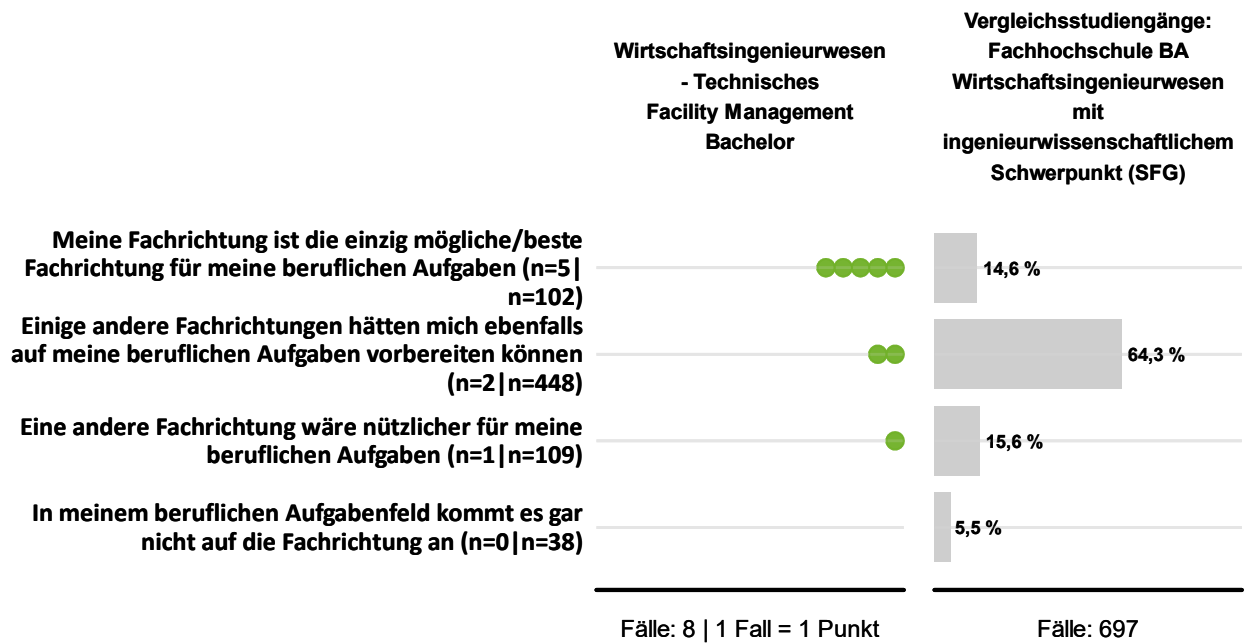 Wirtschaftsingenieurwesen
- Technisches
Facility Management
Bachelor
Vergleichsstudiengänge:
Fachhochschule BA
Wirtschaftsingenieurwesen
mit
ingenieurwissenschaftlichem
Schwerpunkt (SFG)
Meine Fachrichtung ist die einzig mögliche/beste
Fachrichtung für meine beruflichen Aufgaben (n=5|
n=102)
14,6 %
Einige andere Fachrichtungen hätten mich ebenfalls
auf meine beruflichen Aufgaben vorbereiten können
(n=2|n=448)
64,3 %
Eine andere Fachrichtung wäre nützlicher für meine
beruflichen Aufgaben (n=1|n=109)
15,6 %
In meinem beruflichen Aufgabenfeld kommt es gar
nicht auf die Fachrichtung an (n=0|n=38)
5,5 %
Fälle: 8 | 1 Fall = 1 Punkt
Fälle: 697